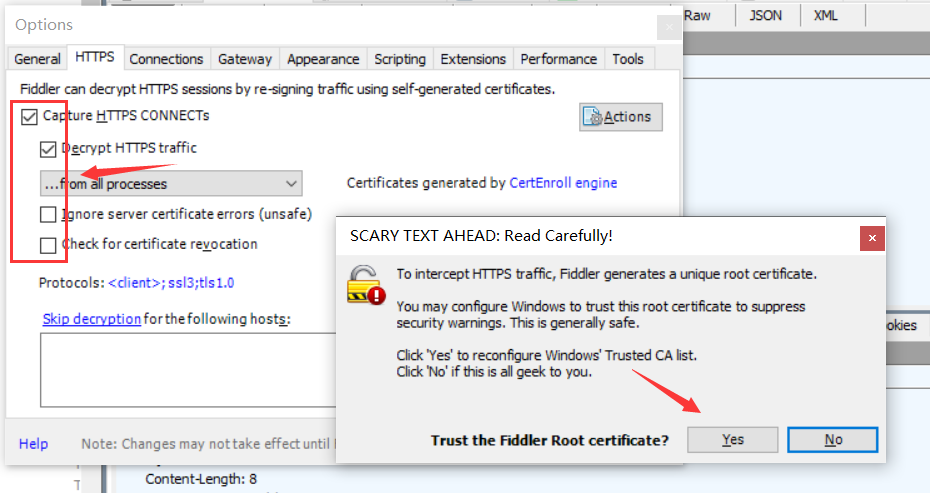 Options
Raw JSON XML
General HTTPS Connections Gateway Appearance Scripting Extensions Performance Tools
Fiddler can decrypt HTTPS sessions by re-signing traffic using self-generated certificates.
Capture HTTPS CONNECTs
Actions
Decrypt HTTPS traffic
...from all processes
Certificates generated by CertEnroll engine
Ignore server certificate errors (unsafe)
Check for certificate revocation
Protocols: <client>; ssl3;tls1.0
Skip decryption for the following hosts:
Help
Note: Changes may not take effect until
SCARY TEXT AHEAD: Read Carefully!
To intercept HTTPS traffic, Fiddler generates a unique root certificate.
You may configure Windows to trust this root certificate to suppress
security warnings. This is generally safe.
Click 'Yes' to reconfigure Windows' Trusted CA list.
Click 'No' if this is all geek to you.
Trust the Fiddler Root certificate?
Yes
No
okies
Content-Length: 8